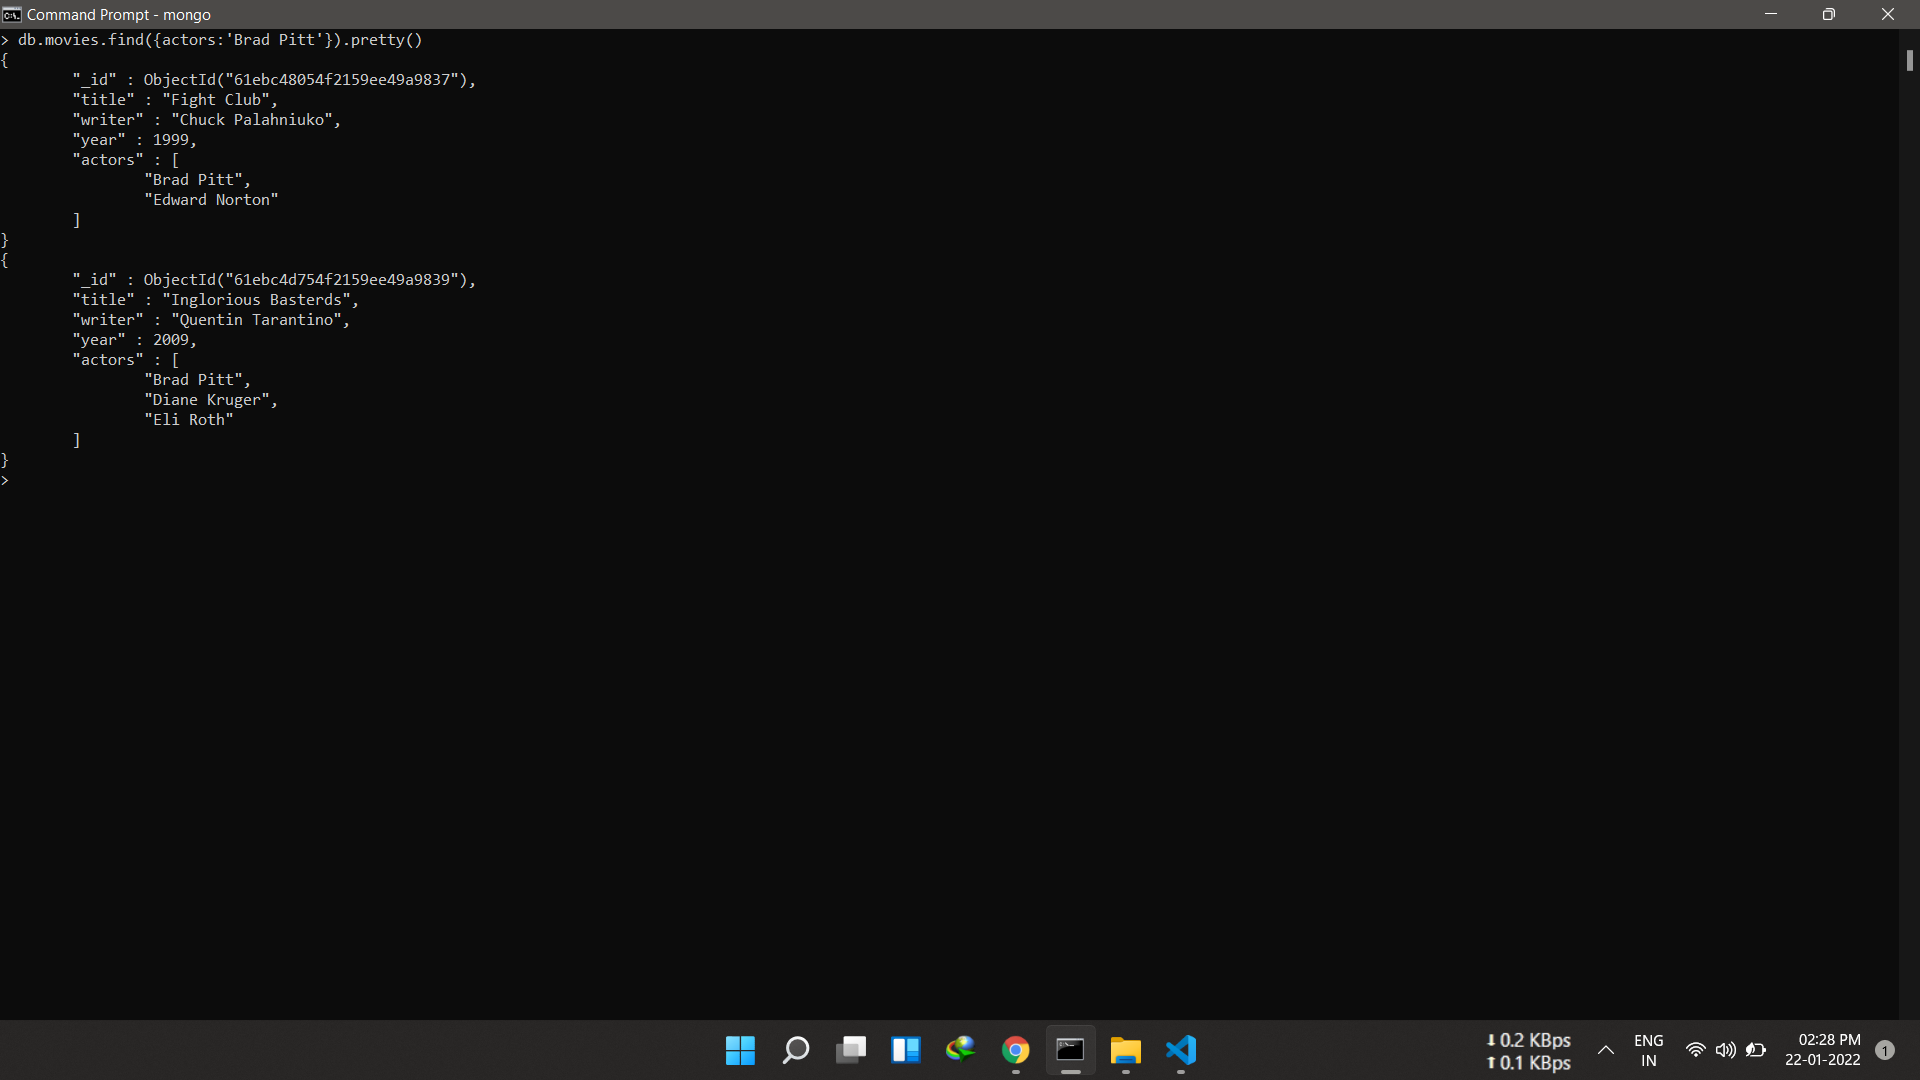 Command Prompt - mongo
> db.movies.find({actors:'Brad Pitt'}).pretty()
{
        "_id" : ObjectId("61ebc48054f2159ee49a9837"),
        "title" : "Fight Club",
        "writer" : "Chuck Palahniuko",
        "year" : 1999,
        "actors" : [
                "Brad Pitt",
                "Edward Norton"
        ]
}
{
        "_id" : ObjectId("61ebc4d754f2159ee49a9839"),
        "title" : "Inglorious Basterds",
        "writer" : "Quentin Tarantino",
        "year" : 2009,
        "actors" : [
                "Brad Pitt",
                "Diane Kruger",
                "Eli Roth"
        ]
}
>
⬇0.2 KBps
⬆0.1 KBps
ENG
IN
02:28 PM
22-01-2022
1